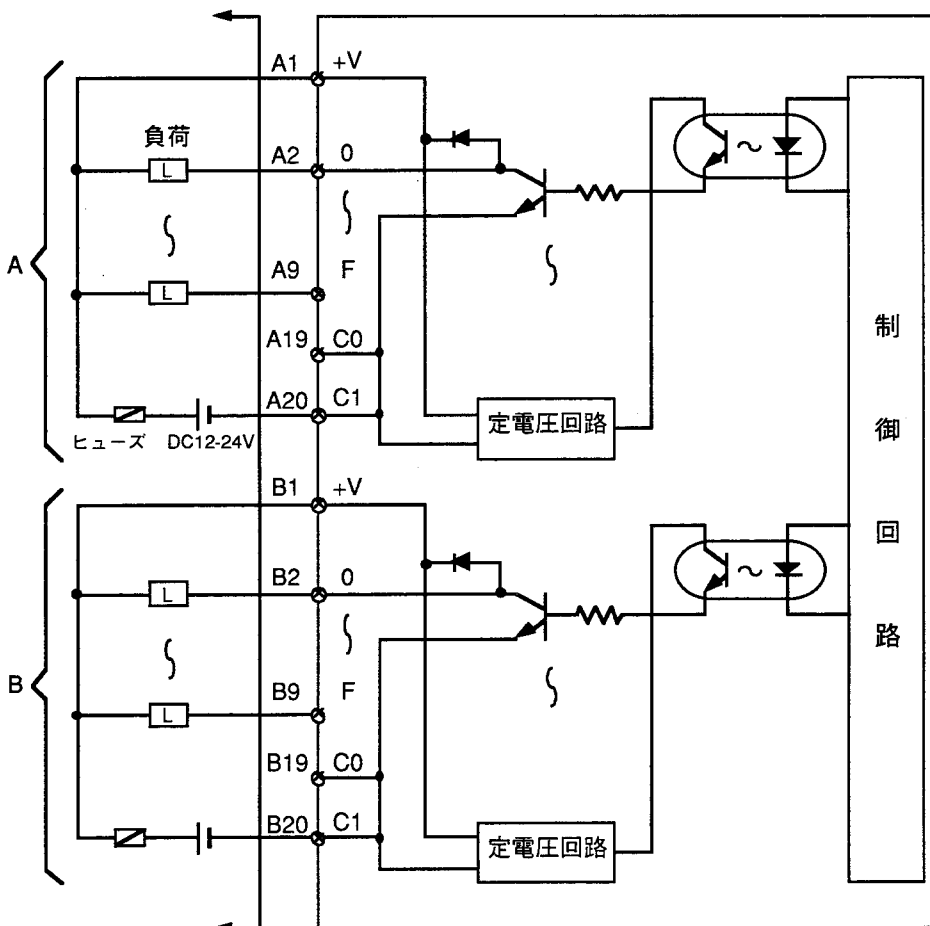 A1 +V
負荷
L A2 0
A
L A9 F
A19 C0
A20 C1
ヒューズ DC12-24V
定電圧回路
B1 +V
L B2 0
B
L B9 F
B19 C0
B20 C1
定電圧回路
制御回路